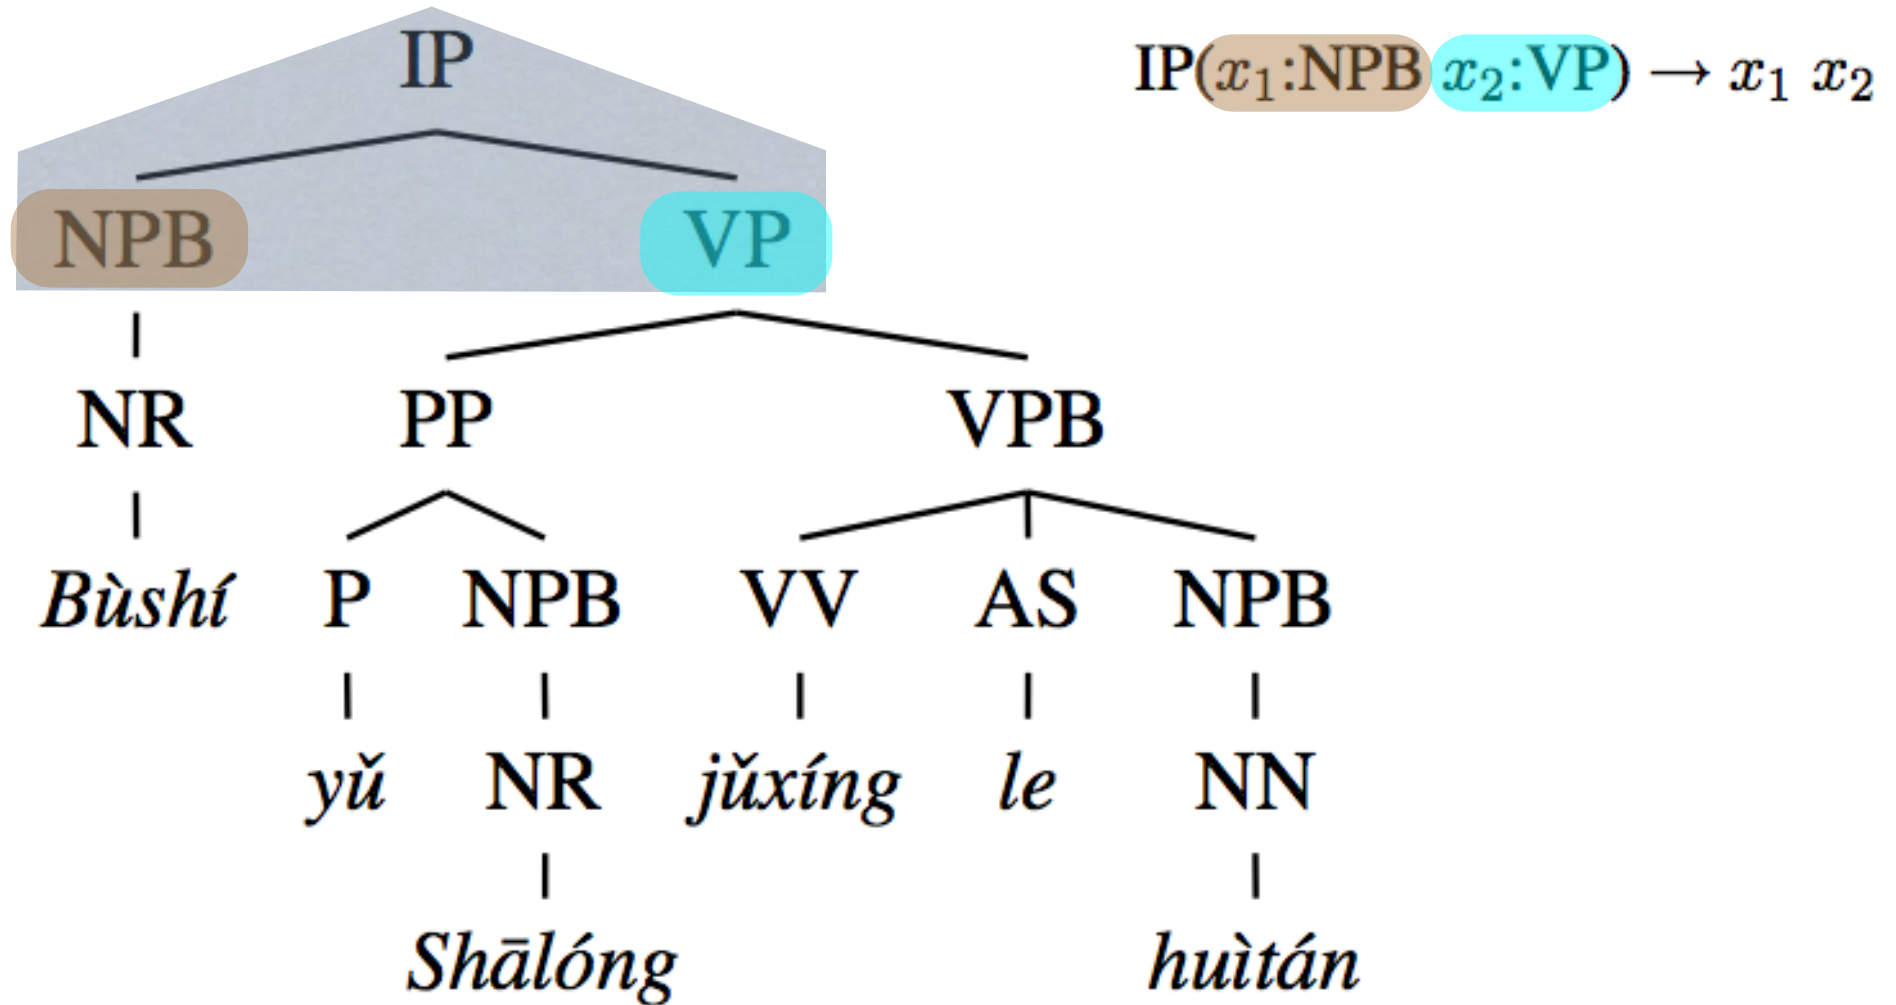 IP
IP(x₁:NPB x₂:VP) → x₁ x₂
NPB VP
NR PP VPB
Bùshí P NPB VV AS NPB
yǔ NR jǔxíng le NN
Shālóng huìtán